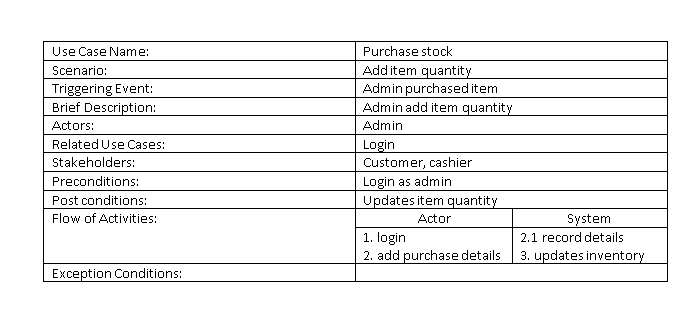 Use Case Name: Purchase stock
Scenario: Add item quantity
Triggering Event: Admin purchased item
Brief Description: Admin add item quantity
Actors: Admin
Related Use Cases: Login
Stakeholders: Customer, cashier
Preconditions: Login as admin
Post conditions: Updates item quantity
Flow of Activities: Actor System
1. login 2.1 record details
2. add purchase details 3. updates inventory
Exception Conditions: